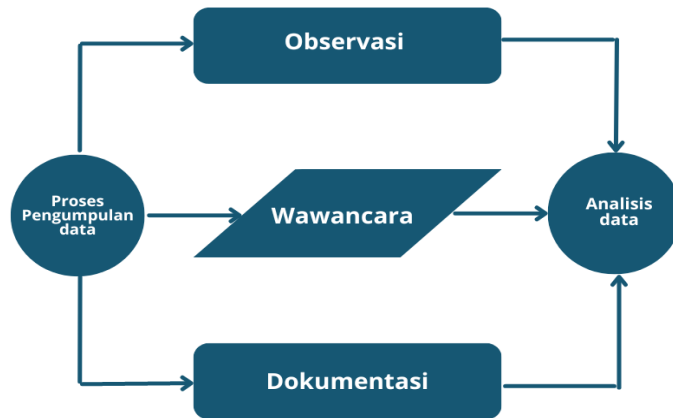 Observasi
Proses
Pengumpulan
data
Wawancara
Analisis
data
Dokumentasi